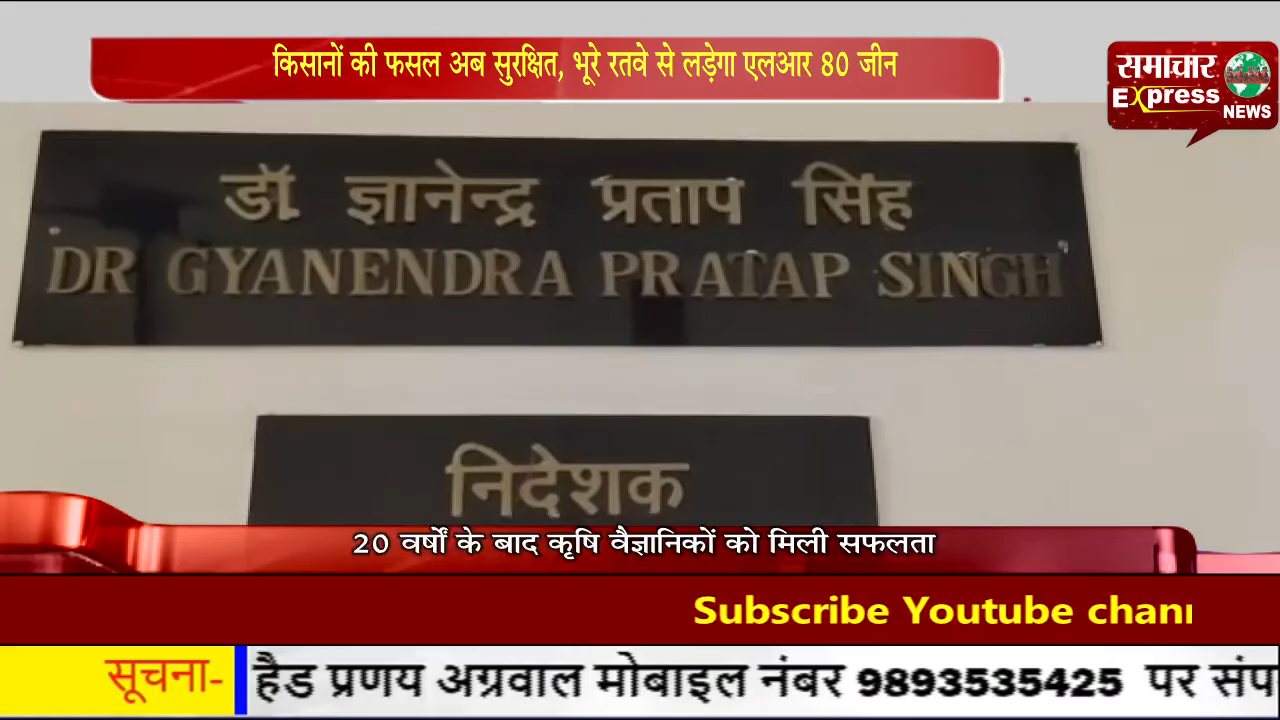 किसानों की फसल अब सुरक्षित, भूरे रतवे से लड़ेगा एलआर 80 जीन
समाचार
Express
NEWS
डॉ. ज्ञानेन्द्र प्रताप सिंह
DR GYANENDRA PRATAP SINGH
निदेशक
20 वर्षों के बाद कृषि वैज्ञानिकों को मिली सफलता
Subscribe Youtube
सूचना- हैड प्रणय अग्रवाल मोबाइल नंबर 9893535425 पर